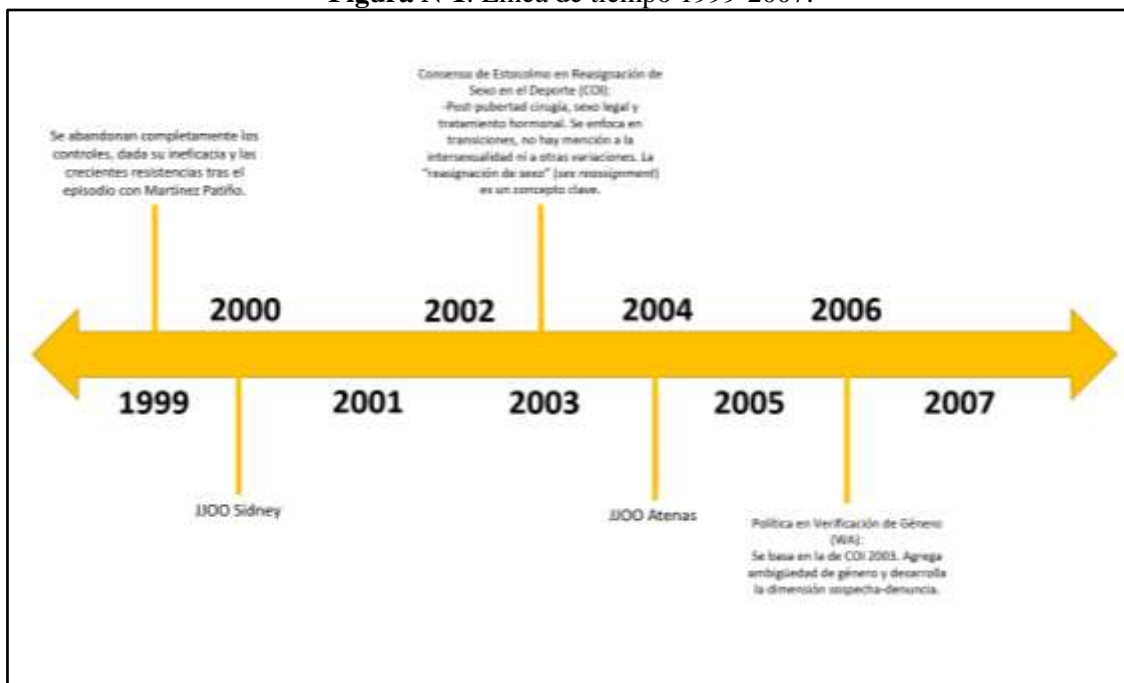 Figura N°1. Línea de tiempo 1999-2007.
Consenso de Estocolmo en Reasignación de
Sexo en el Deporte (COI):
-Post-pubertad cirugía, sexo legal y
tratamiento hormonal. Se enfoca en
transiciones, no hay mención a la
intersexualidad ni a otras variaciones. La
"reasignación de sexo" (sex reassignment)
es un concepto clave.
Se abandonan completamente los
controles, dada su ineficacia y las
crecientes resistencias tras el
episodio con Martínez Patiño.
2000
2002
2004
2006
1999
2001
2003
2005
2007
JJOO Sidney
JJOO Atenas
Política en Verificación de Género
(WA):
Se basa en la de COI 2003. Agrega
ambigüedad de género y desarrolla
la dimensión sospecha-denuncia.